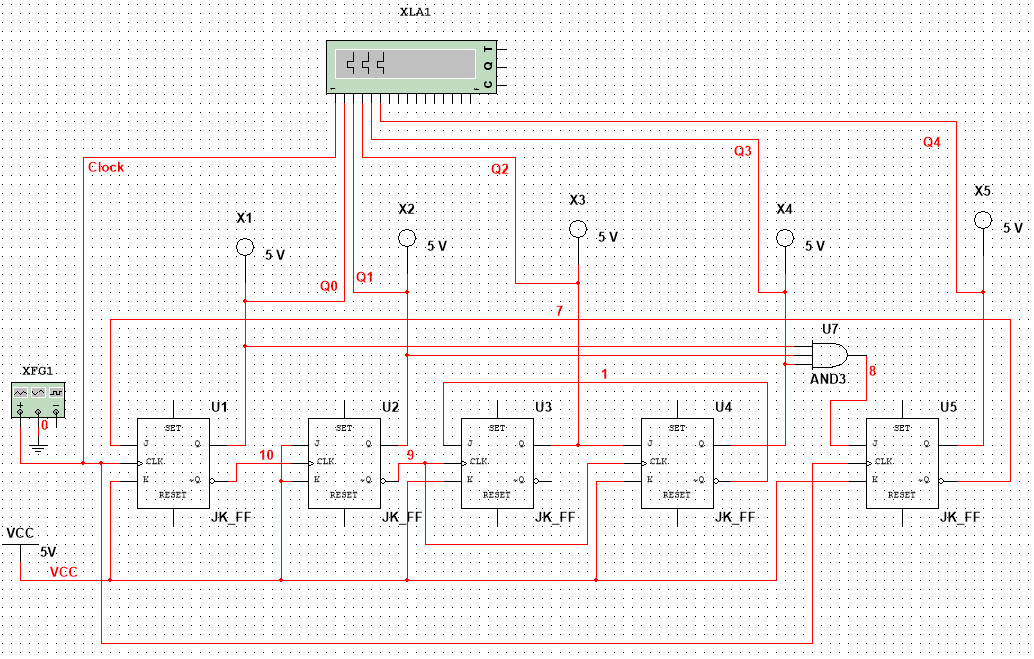 XLA1
T
Q
C
1
F
Clock
Q2
Q3
Q4
X1
5 V
X2
5 V
X3
5 V
X4
5 V
X5
5 V
Q0
Q1
7
U7
AND3
8
1
XFG1
+
−
0
U1
SET
J
Q
CLK
K
~Q
RESET
JK_FF
10
U2
SET
J
Q
CLK
K
~Q
RESET
JK_FF
9
U3
SET
J
Q
CLK
K
~Q
RESET
JK_FF
U4
SET
J
Q
CLK
K
~Q
RESET
JK_FF
U5
SET
J
Q
CLK
K
~Q
RESET
JK_FF
VCC
5V
VCC